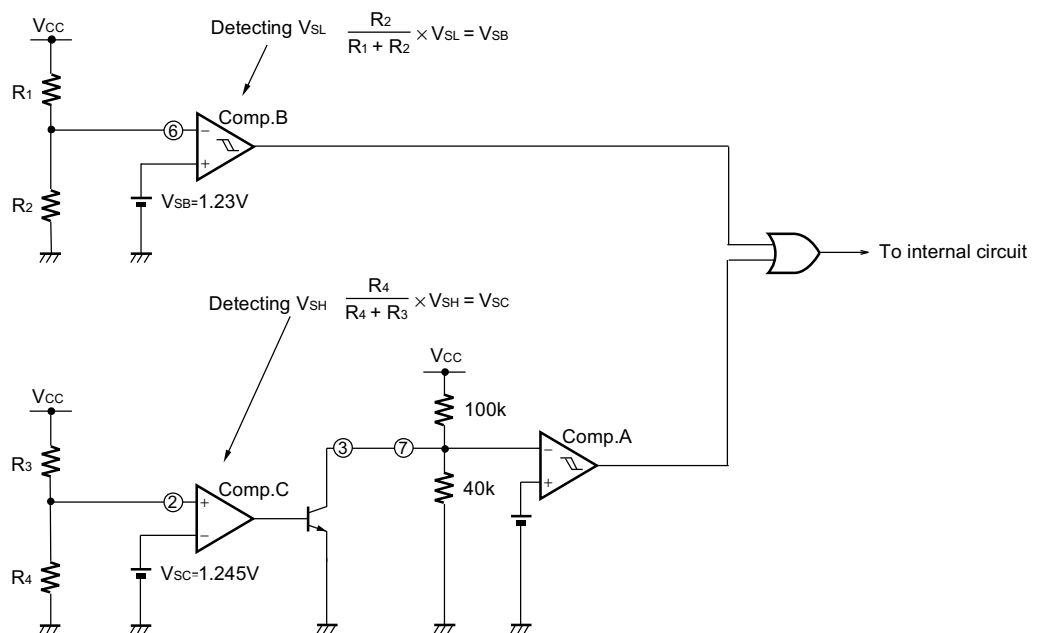 VCC
Detecting VSL R2 / R1 + R2 × VSL = VSB
R1
6
−
Comp.B
+
R2
VSB=1.23V
To internal circuit
Detecting VSH R4 / R4 + R3 × VSH = VSC
VCC
VCC
100k
R3
3
7
−
Comp.A
2
+
Comp.C
40k
+
−
R4
VSC=1.245V